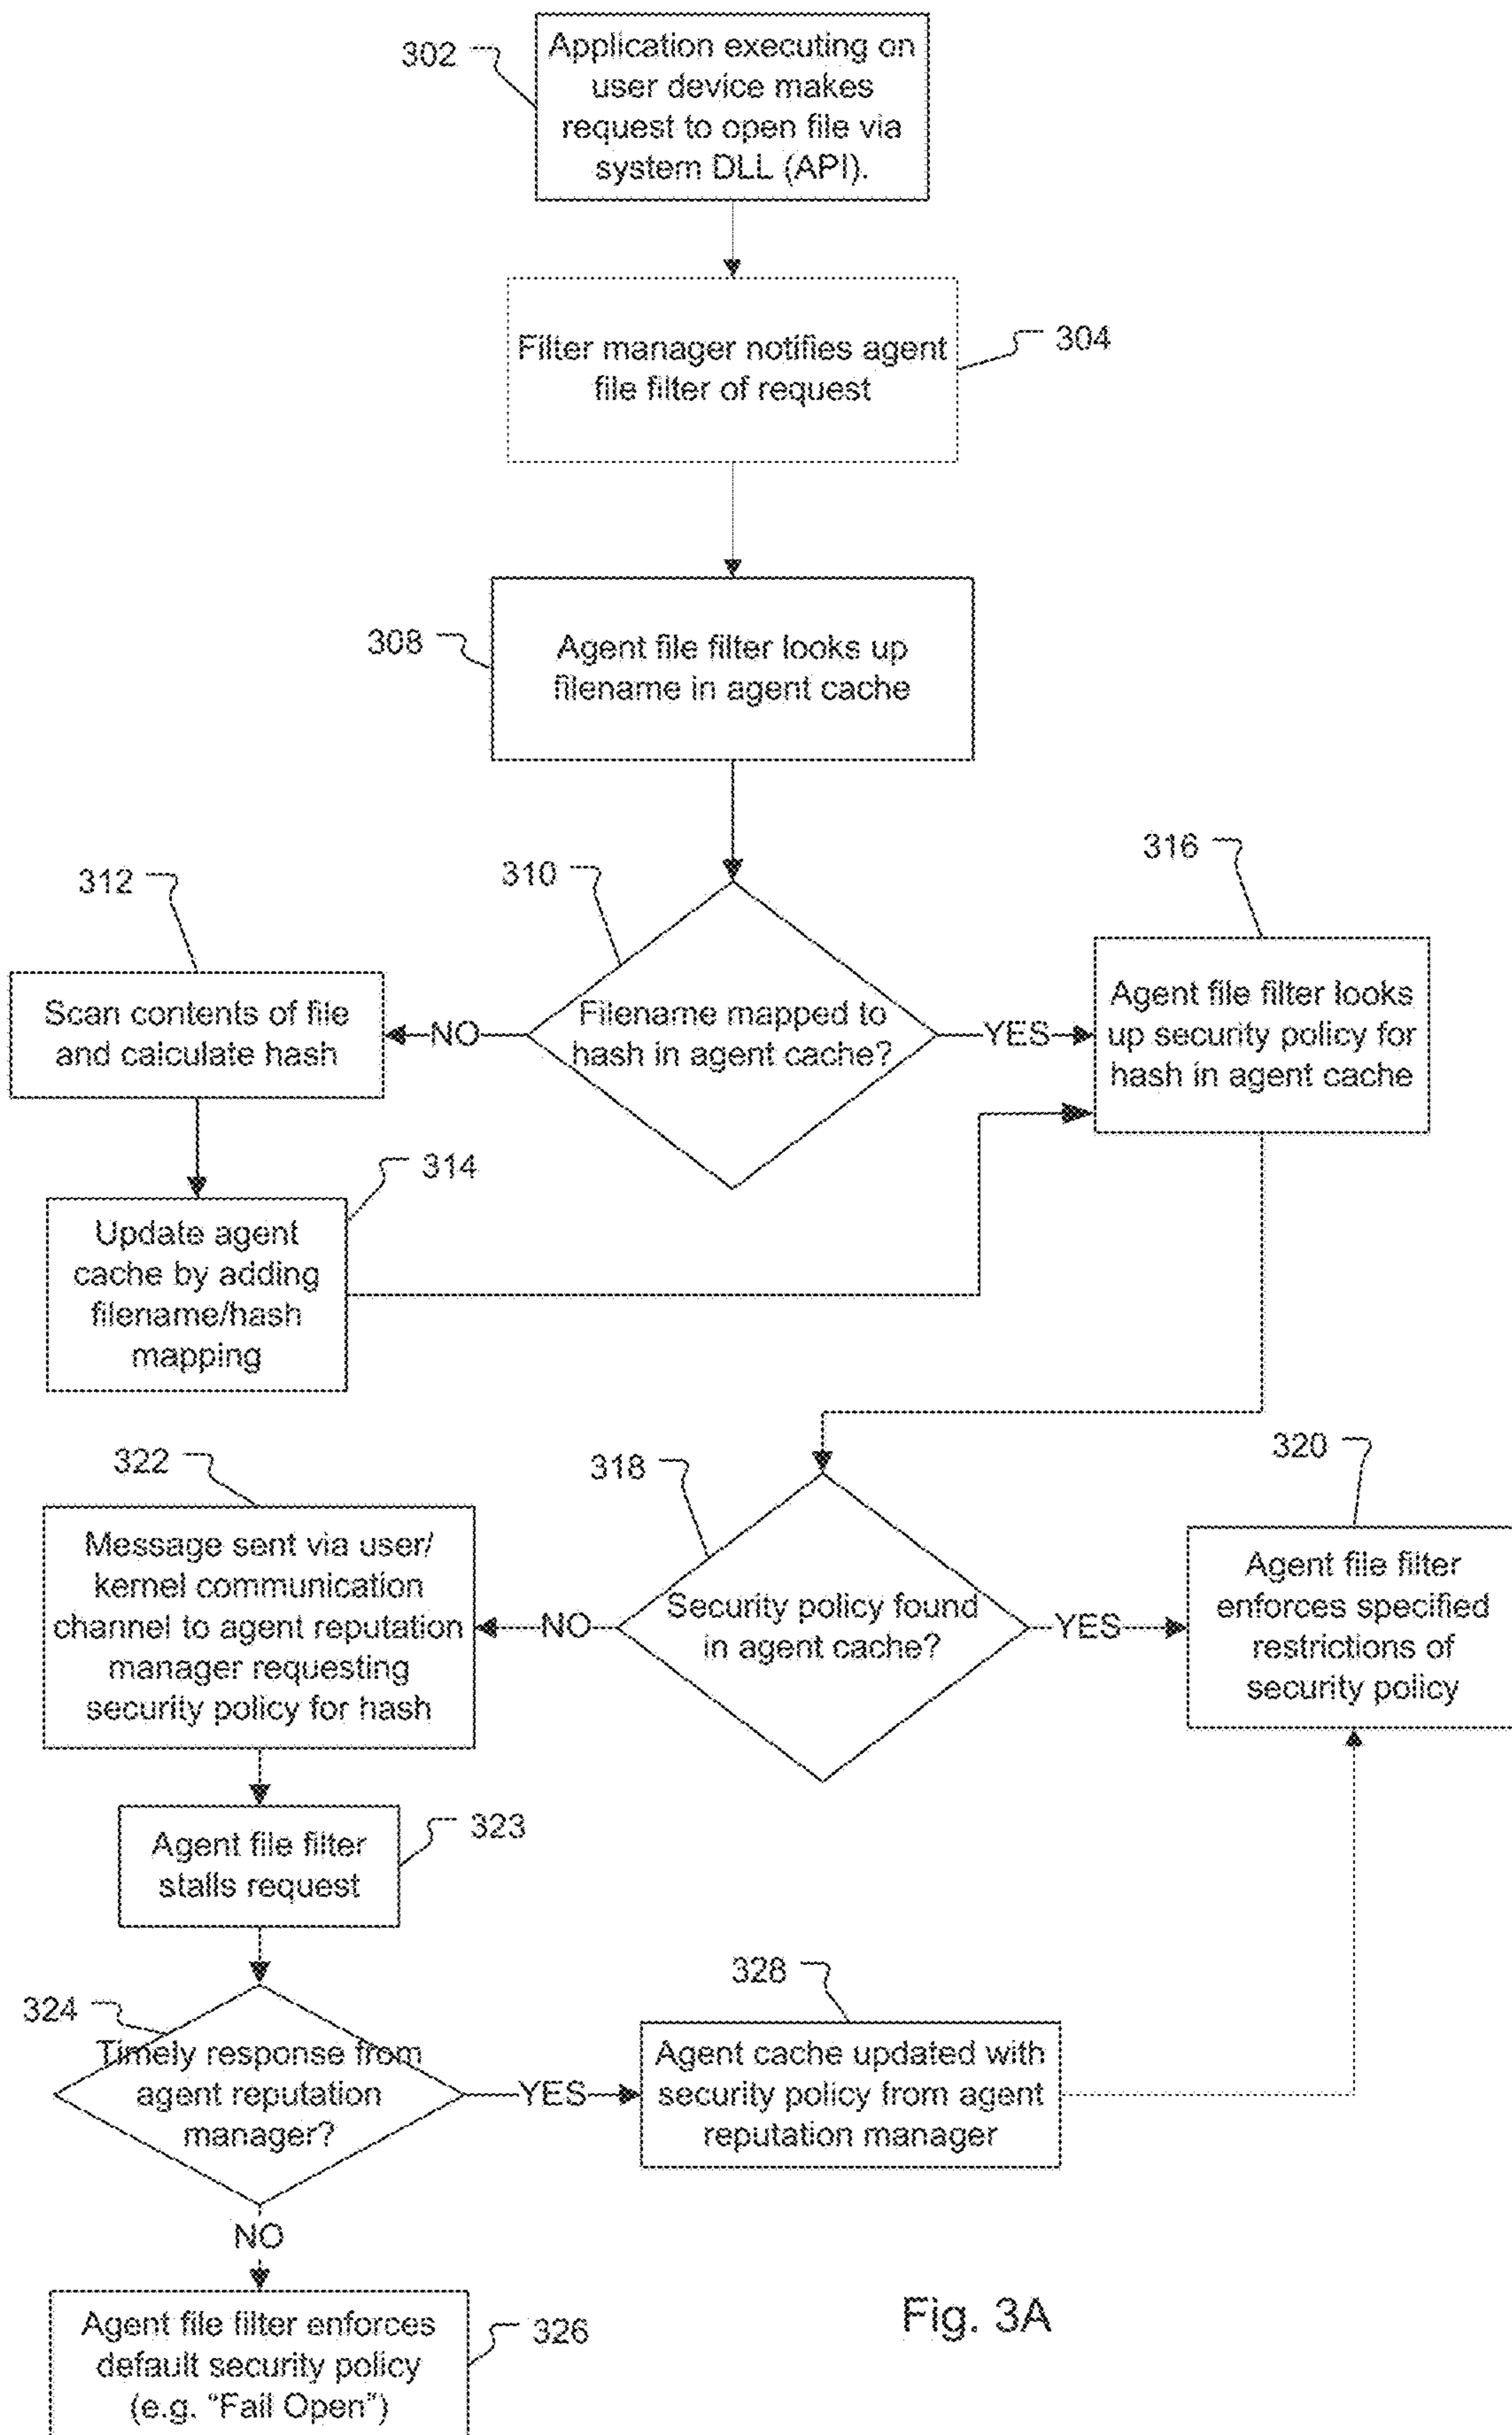 302
Application executing on
user device makes
request to open file via
system DLL (API).
Filter manager notifies agent
file filter of request
304
308
Agent file filter looks up
filename in agent cache
310
Filename mapped to
hash in agent cache?
NO
YES
312
Scan contents of file
and calculate hash
314
Update agent
cache by adding
filename/hash
mapping
316
Agent file filter looks
up security policy for
hash in agent cache
318
Security policy found
in agent cache?
NO
YES
320
Agent file filter
enforces specified
restrictions of
security policy
322
Message sent via user/
kernel communication
channel to agent reputation
manager requesting
security policy for hash
Agent file filter
stalls request
323
324
Timely response from
agent reputation
manager?
YES
328
Agent cache updated with
security policy from agent
reputation manager
NO
Agent file filter enforces
default security policy
(e.g. “Fail Open”)
326
Fig. 3A